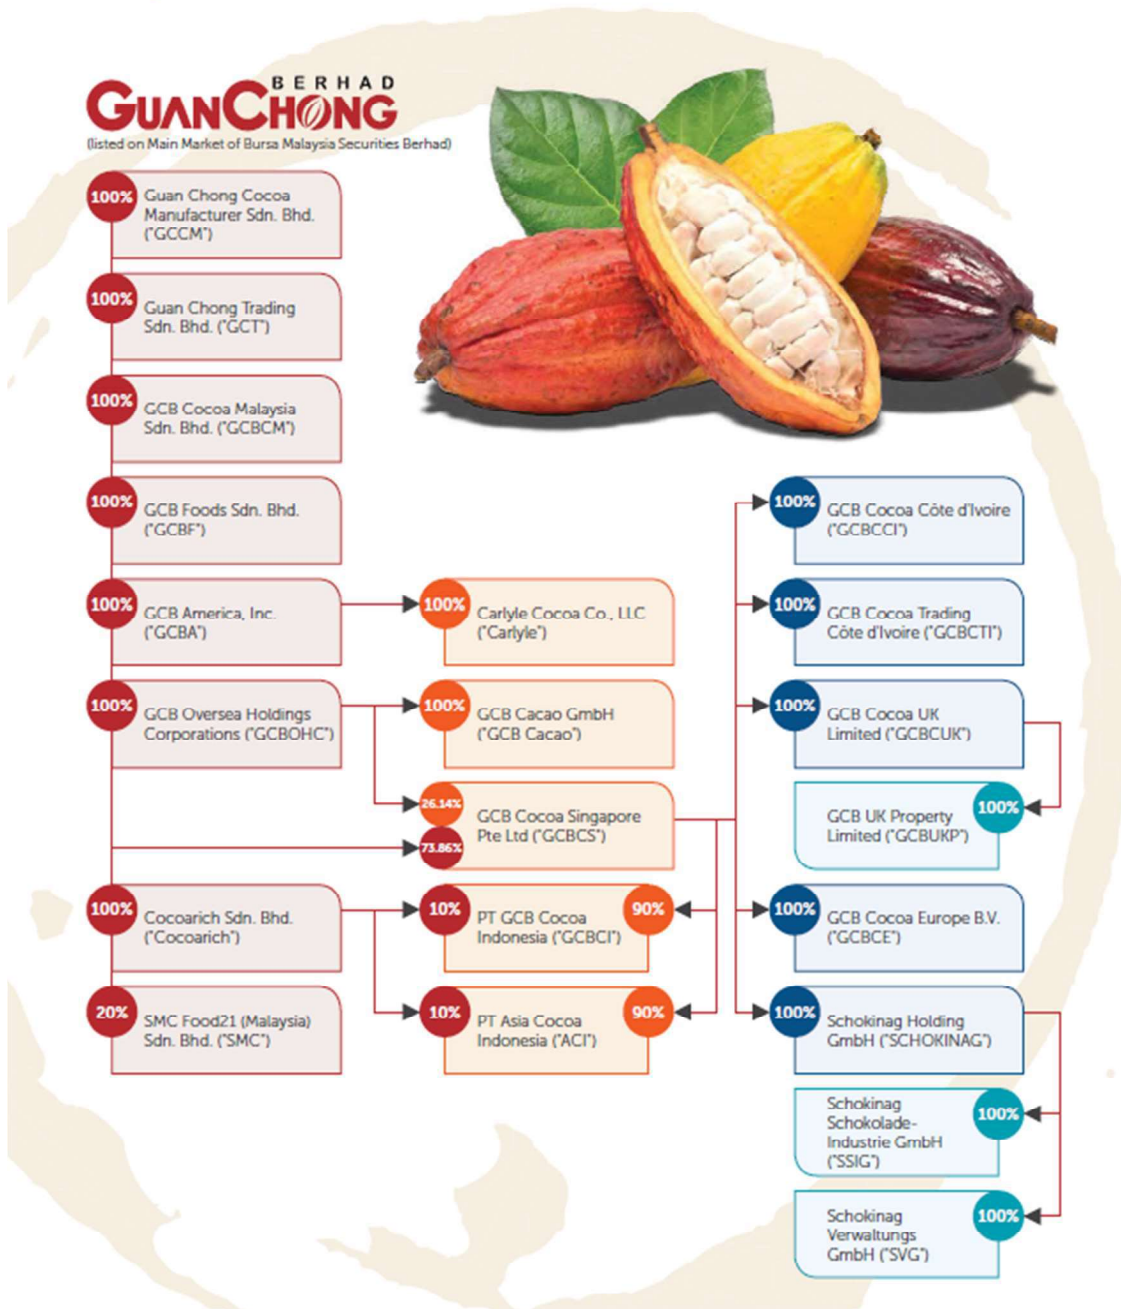 BERHAD
GUANCHONG
(listed on Main Market of Bursa Malaysia Securities Berhad)
100%
Guan Chong Cocoa
Manufacturer Sdn. Bhd.
("GCCM")
100%
Guan Chong Trading
Sdn. Bhd. ("GCT")
100%
GCB Cocoa Malaysia
Sdn. Bhd. ("GCBCM")
100%
GCB Foods Sdn. Bhd.
("GCBF")
100%
GCB America, Inc.
("GCBA")
100%
GCB Oversea Holdings
Corporations ("GCBOHC")
100%
Cocoarich Sdn. Bhd.
("Cocoarich")
20%
SMC Food21 (Malaysia)
Sdn. Bhd. ("SMC")
100%
Carlyle Cocoa Co., LLC
("Carlyle")
100%
GCB Cacao GmbH
("GCB Cacao")
26.14%
73.86%
GCB Cocoa Singapore
Pte Ltd ("GCBCS")
10%
PT GCB Cocoa
Indonesia ("GCBCI")
90%
10%
PT Asia Cocoa
Indonesia ("ACI")
90%
100%
GCB Cocoa Côte d'Ivoire
("GCBCCI")
100%
GCB Cocoa Trading
Côte d'Ivoire ("GCBCTI")
100%
GCB Cocoa UK
Limited ("GCBCUK")
GCB UK Property
Limited ("GCBUKP")
100%
100%
GCB Cocoa Europe B.V.
("GCBCE")
100%
Schokinag Holding
GmbH ("SCHOKINAG")
Schokinag
Schokolade-
Industrie GmbH
("SSIG")
100%
Schokinag
Verwaltungs
GmbH ("SVG")
100%